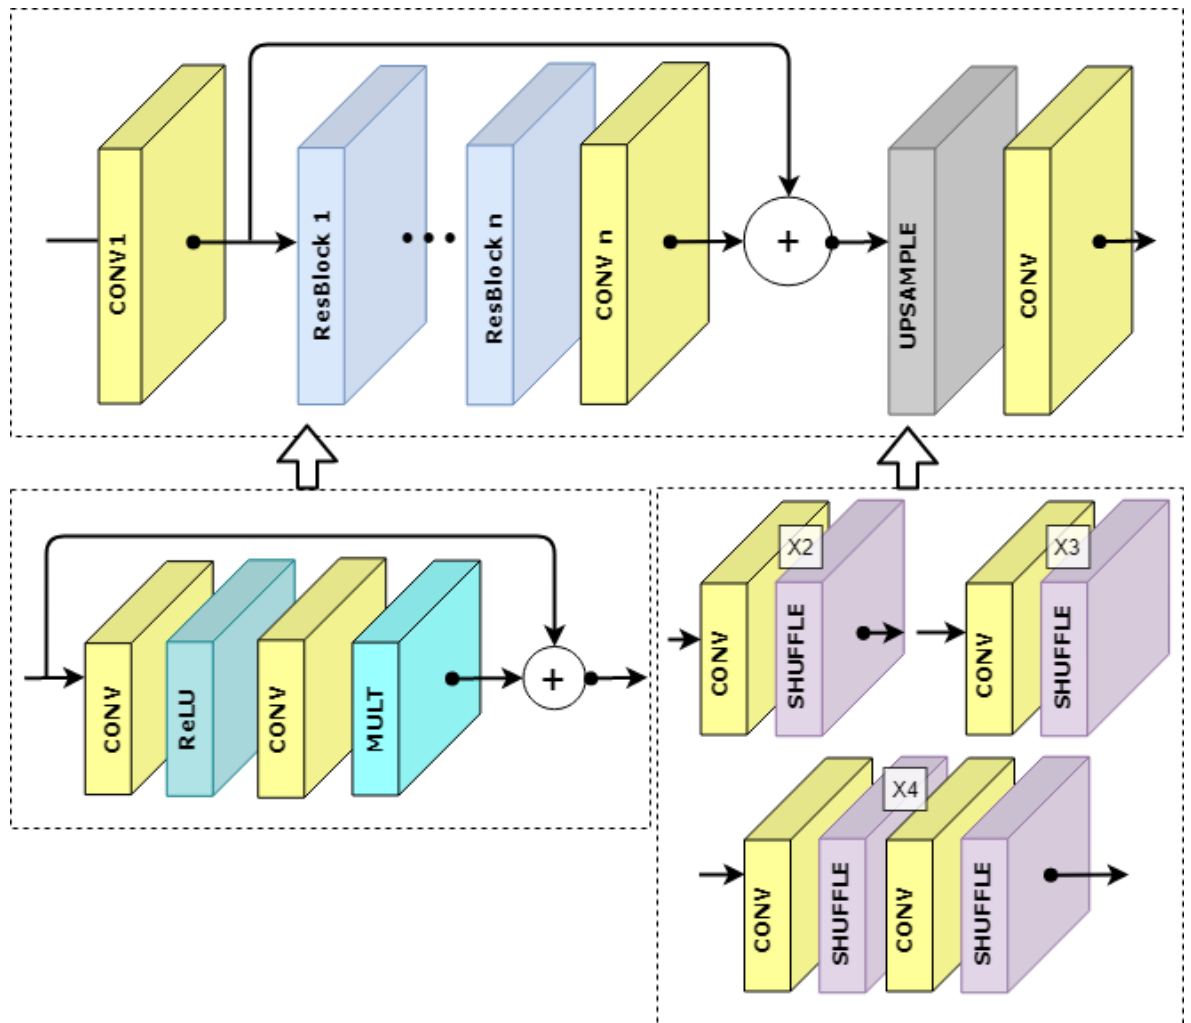 CONV1
ResBlock 1
ResBlock n
CONV n
+
UPSAMPLE
CONV
CONV
ReLU
CONV
MULT
+
X2
CONV
SHUFFLE
X3
CONV
SHUFFLE
X4
CONV
SHUFFLE
CONV
SHUFFLE